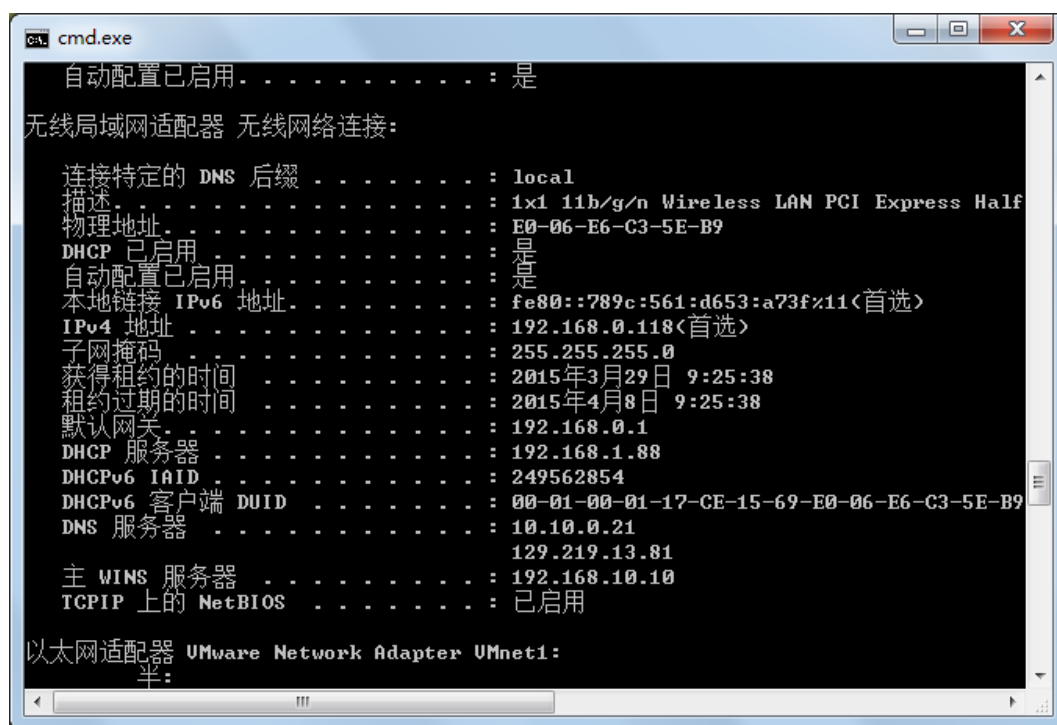 cmd.exe
自动配置已启用. . . . . . . . . . . : 是
无线局域网适配器 无线网络连接:
连接特定的 DNS 后缀 . . . . . . . : local
描述. . . . . . . . . . . . . . . : 1x1 11b/g/n Wireless LAN PCI Express Half
物理地址. . . . . . . . . . . . . : E0-06-E6-C3-5E-B9
DHCP 已启用 . . . . . . . . . . . : 是
自动配置已启用. . . . . . . . . . : 是
本地链接 IPv6 地址. . . . . . . . : fe80::789c:561:d653:a73f%11(首选)
IPv4 地址 . . . . . . . . . . . . : 192.168.0.118(首选)
子网掩码 . . . . . . . . . . . . : 255.255.255.0
获得租约的时间 . . . . . . . . . : 2015年3月29日 9:25:38
租约过期的时间 . . . . . . . . . : 2015年4月8日 9:25:38
默认网关. . . . . . . . . . . . . : 192.168.0.1
DHCP 服务器 . . . . . . . . . . . : 192.168.1.88
DHCPv6 IAID . . . . . . . . . . . : 249562854
DHCPv6 客户端 DUID . . . . . . . : 00-01-00-01-17-CE-15-69-E0-06-E6-C3-5E-B9
DNS 服务器 . . . . . . . . . . . : 10.10.0.21
129.219.13.81
主 WINS 服务器 . . . . . . . . . : 192.168.10.10
TCPIP 上的 NetBIOS . . . . . . . : 已启用
以太网适配器 VMware Network Adapter VMnet1:
半: